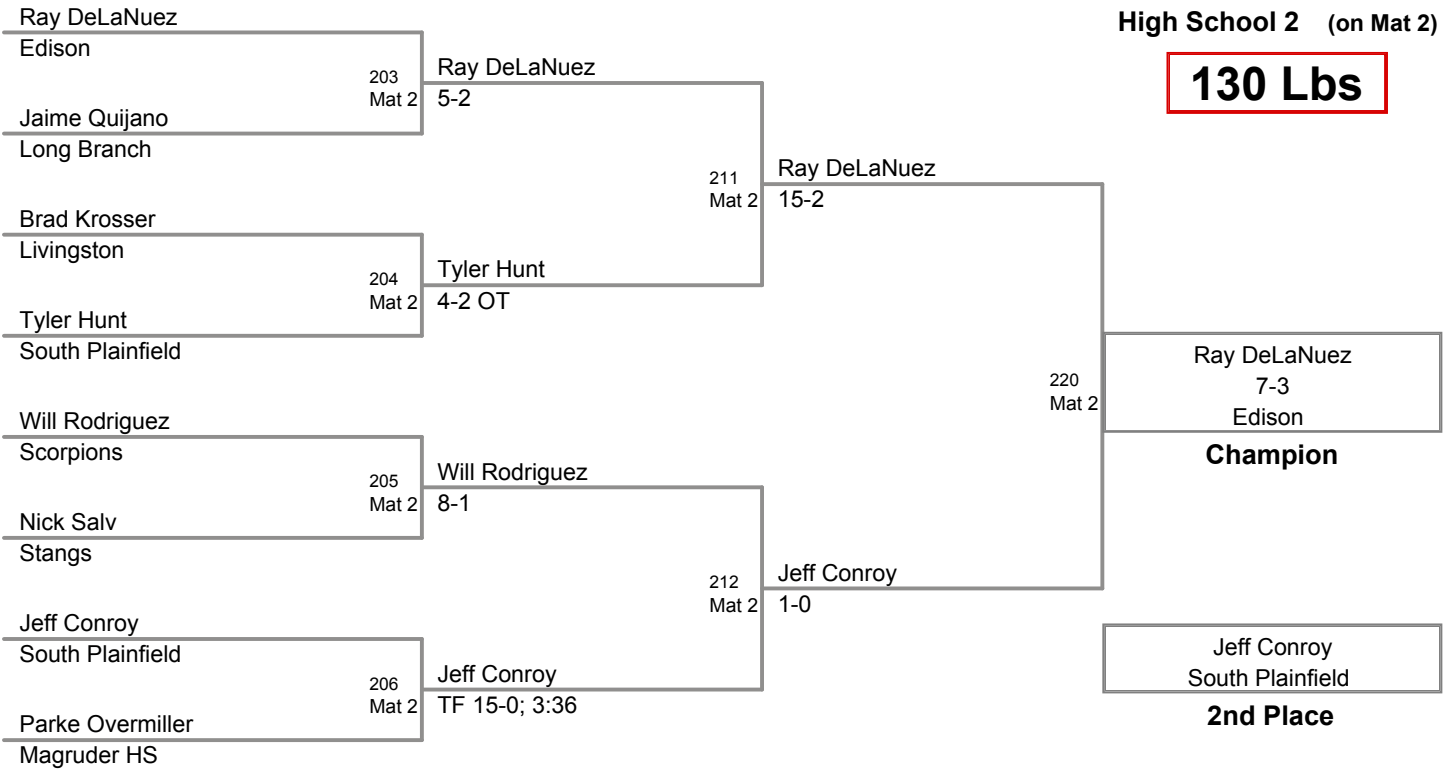 High School 2 (on Mat 2)
130 Lbs
Ray DeLaNuez
Edison
203
Mat 2
Jaime Quijano
Long Branch
Brad Krosser
Livingston
204
Mat 2
Tyler Hunt
South Plainfield
Will Rodriguez
Scorpions
205
Mat 2
Nick Salv
Stangs
Jeff Conroy
South Plainfield
206
Mat 2
Parke Overmiller
Magruder HS
Ray DeLaNuez
5-2
211
Mat 2
Tyler Hunt
4-2 OT
Will Rodriguez
8-1
212
Mat 2
Jeff Conroy
TF 15-0; 3:36
Ray DeLaNuez
15-2
220
Mat 2
Jeff Conroy
1-0
Ray DeLaNuez
7-3
Edison
Champion
Jeff Conroy
South Plainfield
2nd Place